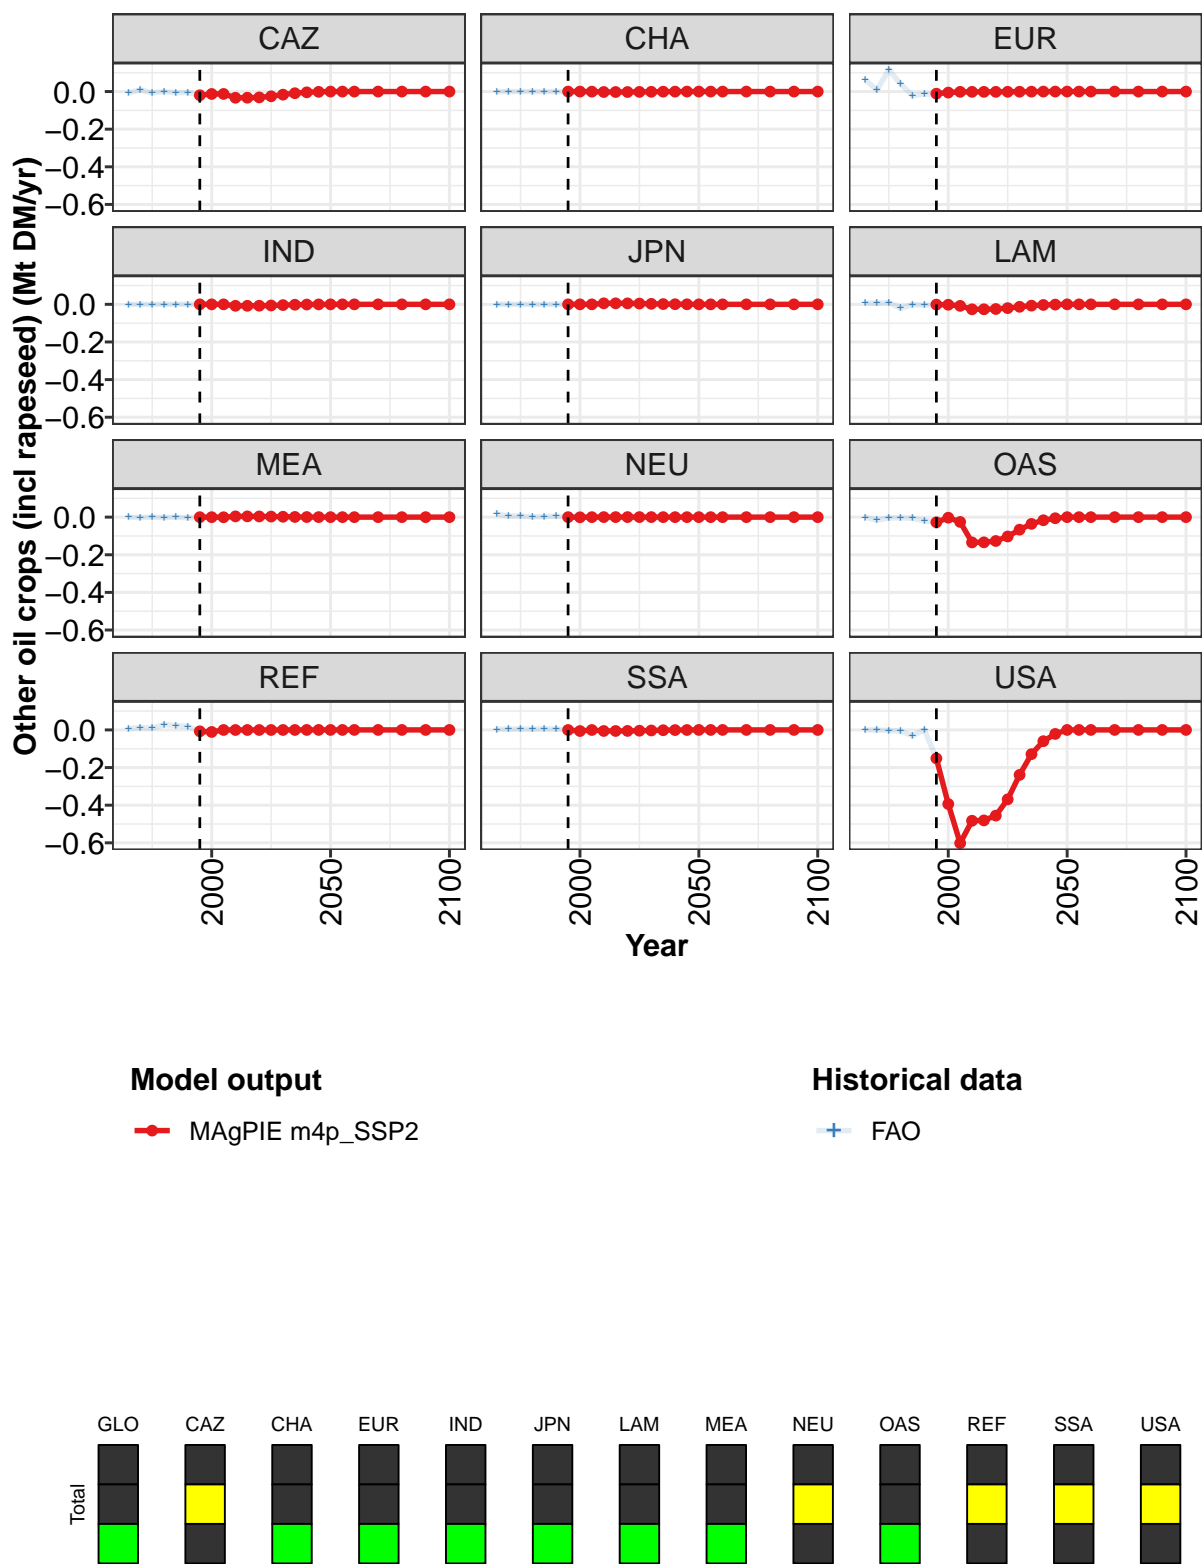 CAZ CHA EUR
0.0
−0.2
−0.4
−0.6
IND JPN LAM
0.0
−0.2
−0.4
−0.6
MEA NEU OAS
0.0
−0.2
−0.4
−0.6
REF SSA USA
0.0
−0.2
−0.4
−0.6
Other oil crops (incl rapeseed) (Mt DM/yr)
2000 2050 2100 2000 2050 2100 2000 2050 2100
Year
Model output Historical data
MAgPIE m4p_SSP2 FAO
GLO CAZ CHA EUR IND JPN LAM MEA NEU OAS REF SSA USA
Total